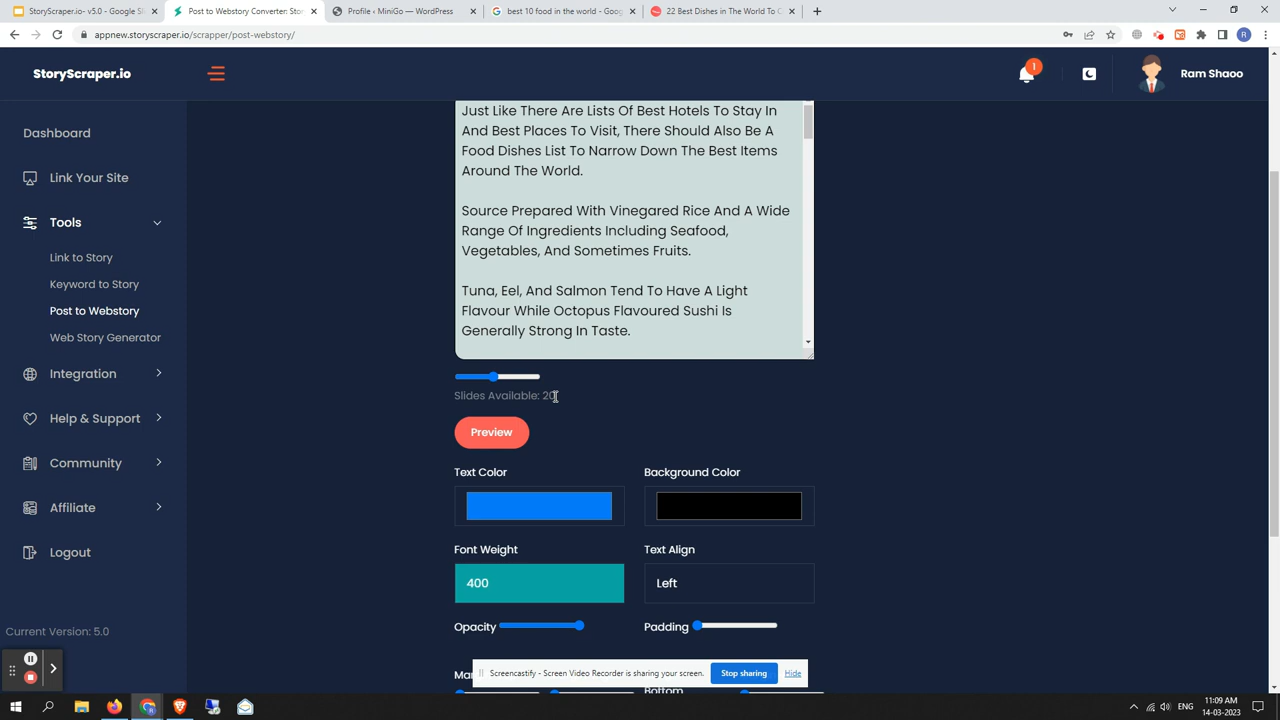 StoryScraper.io - v5.0 - Google Sl
Post to Webstory Converter: Stor
Profile ‹ MiniGo — WordPress
best 10 food in the world - Googl
22 Best Dishes in The World To C
appnew.storyscraper.io/scrapper/post-webstory/
R
StoryScraper.io
1
Ram Shaoo
Dashboard
Link Your Site
Tools
Link to Story
Keyword to Story
Post to Webstory
Web Story Generator
Integration
Help & Support
Community
Affiliate
Logout
Current Version: 5.0
Just Like There Are Lists Of Best Hotels To Stay In
And Best Places To Visit, There Should Also Be A
Food Dishes List To Narrow Down The Best Items
Around The World.
Source Prepared With Vinegared Rice And A Wide
Range Of Ingredients Including Seafood,
Vegetables, And Sometimes Fruits.
Tuna, Eel, And Salmon Tend To Have A Light
Flavour While Octopus Flavoured Sushi Is
Generally Strong In Taste.
Slides Available: 20
Preview
Text Color
Background Color
Font Weight
Text Align
400
Left
Opacity
Padding
Bottom
Screencastify - Screen Video Recorder is sharing your screen.
Stop sharing
Hide
ENG
11:09 AM
14-03-2023